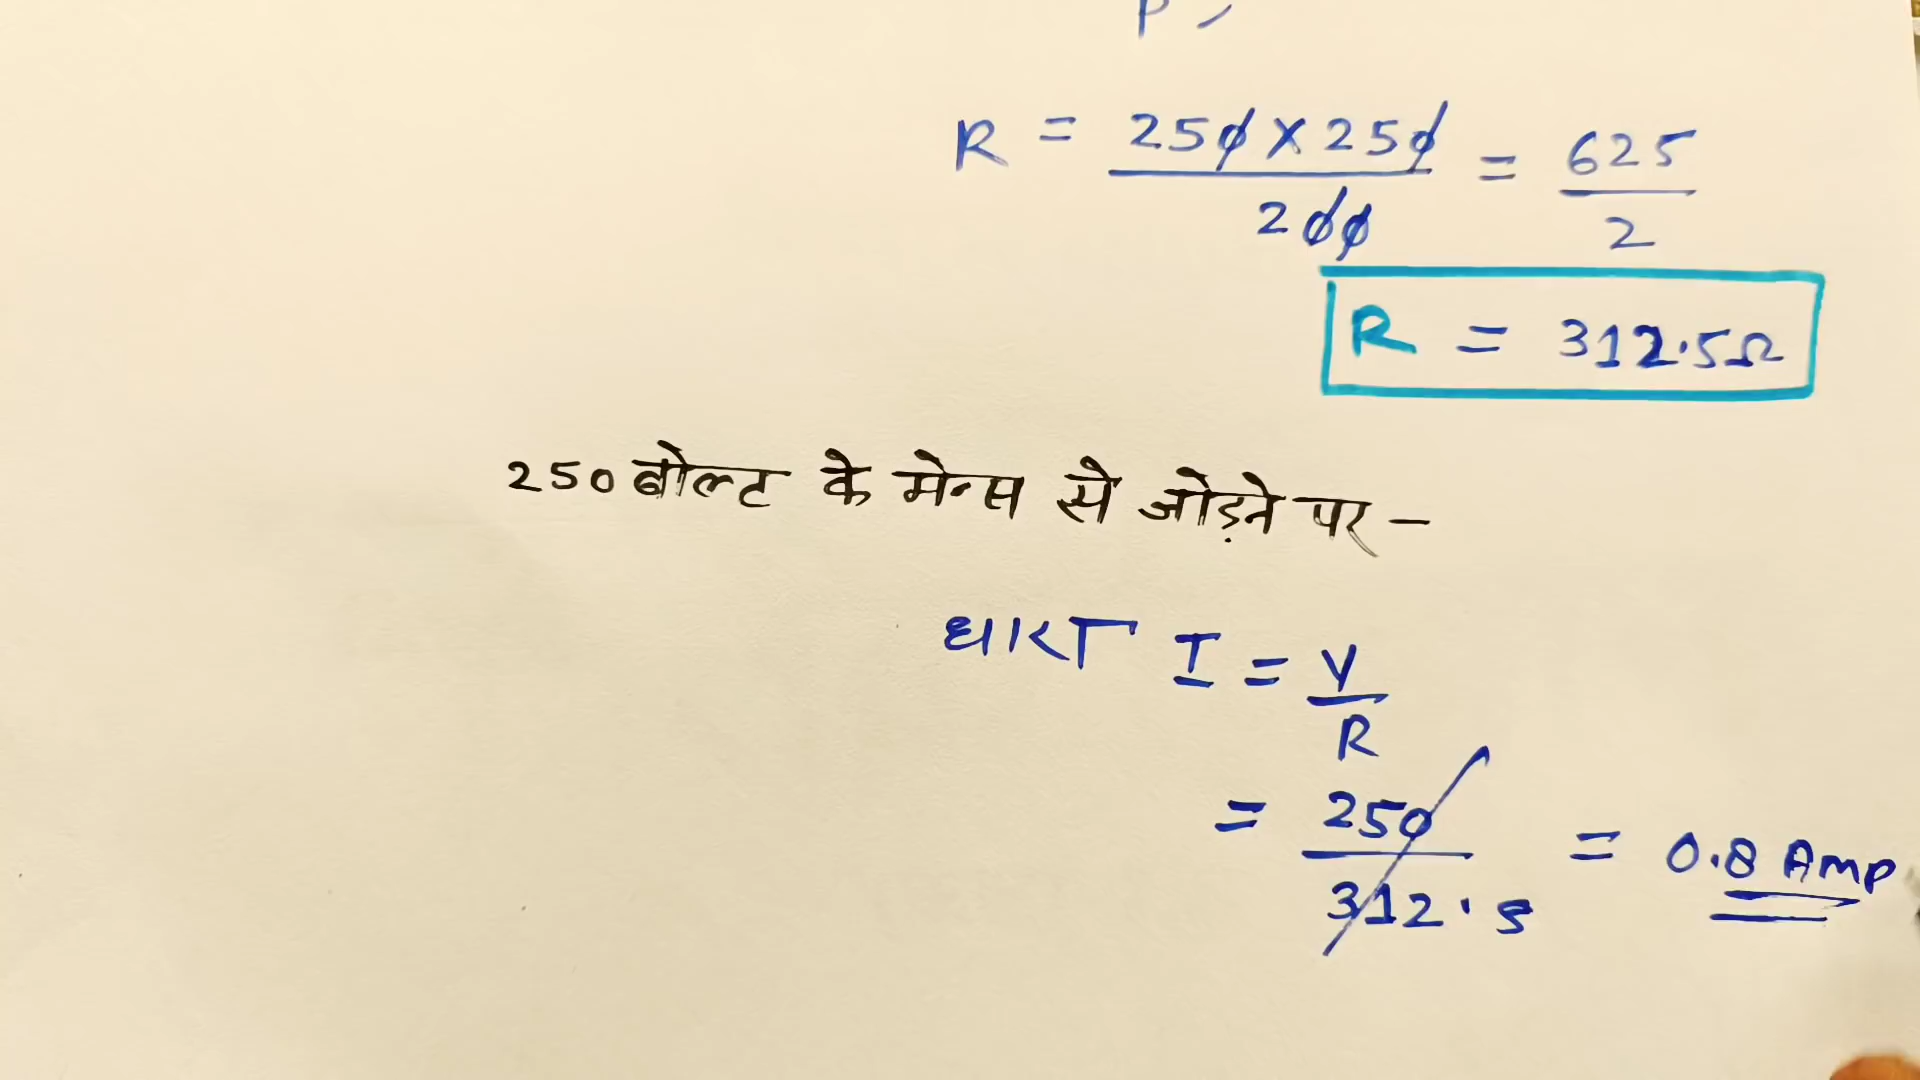 R = 250 × 250 / 200 = 625 / 2
R = 312.5Ω
250 बोल्ट के मेन्स से जोड़ने पर –
धारा I = V / R
= 250 / 312.5 = 0.8 Amp